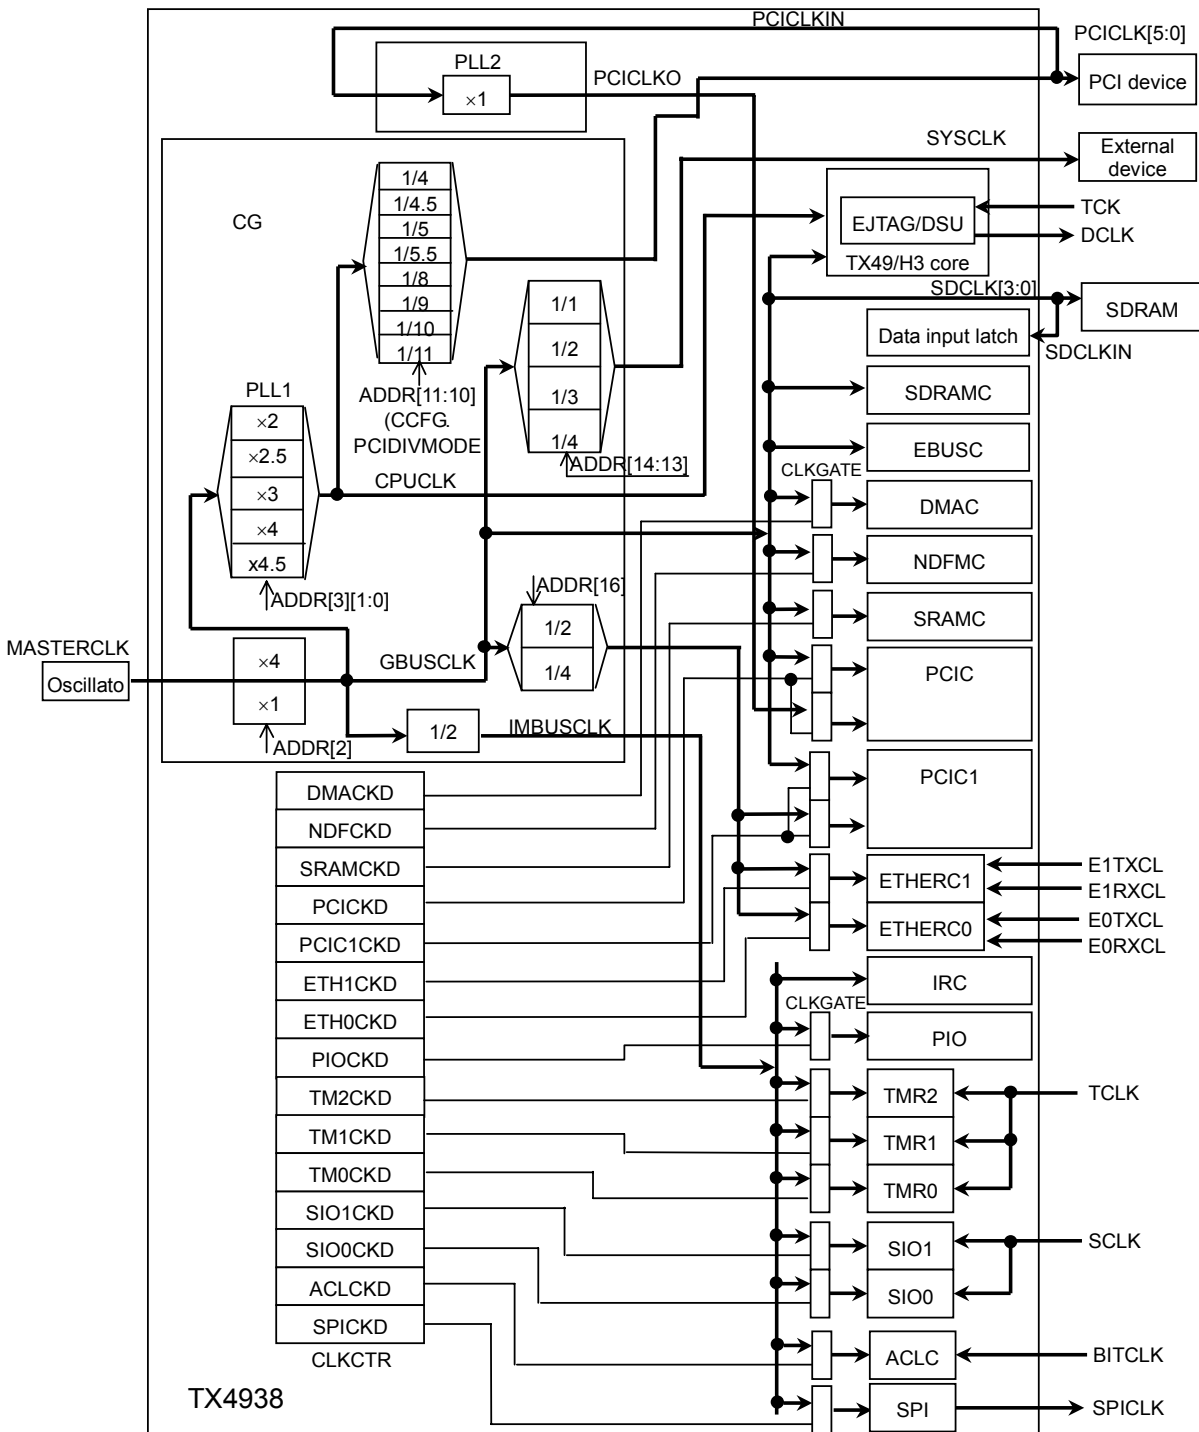 PCICLKIN
PCICLK[5:0]
PLL2
×1
PCICLKO
PCI device
CG
1/4
1/4.5
1/5
1/5.5
1/8
1/9
1/10
1/11
SYSCLK
External
device
EJTAG/DSU
TX49/H3 core
TCK
DCLK
1/1
1/2
1/3
1/4
SDCLK[3:0]
SDRAM
Data input latch
SDCLKIN
ADDR[11:10]
(CCFG.
PCIDIVMODE
ADDR[14:13]
PLL1
×2
×2.5
×3
×4
x4.5
ADDR[3][1:0]
CPUCLK
SDRAMC
EBUSC
CLKGATE
DMAC
NDFMC
SRAMC
PCIC
PCIC1
MASTERCLK
Oscillato
×4
×1
ADDR[2]
GBUSCLK
ADDR[16]
1/2
1/4
1/2
IMBUSCLK
DMACKD
NDFCKD
SRAMCKD
PCICKD
PCIC1CKD
ETH1CKD
ETH0CKD
PIOCKD
TM2CKD
TM1CKD
TM0CKD
SIO1CKD
SIO0CKD
ACLCKD
SPICKD
CLKCTR
ETHERC1
E1TXCL
E1RXCL
ETHERC0
E0TXCL
E0RXCL
IRC
CLKGATE
PIO
TMR2
TCLK
TMR1
TMR0
SIO1
SCLK
SIO0
ACLC
BITCLK
SPI
SPICLK
TX4938